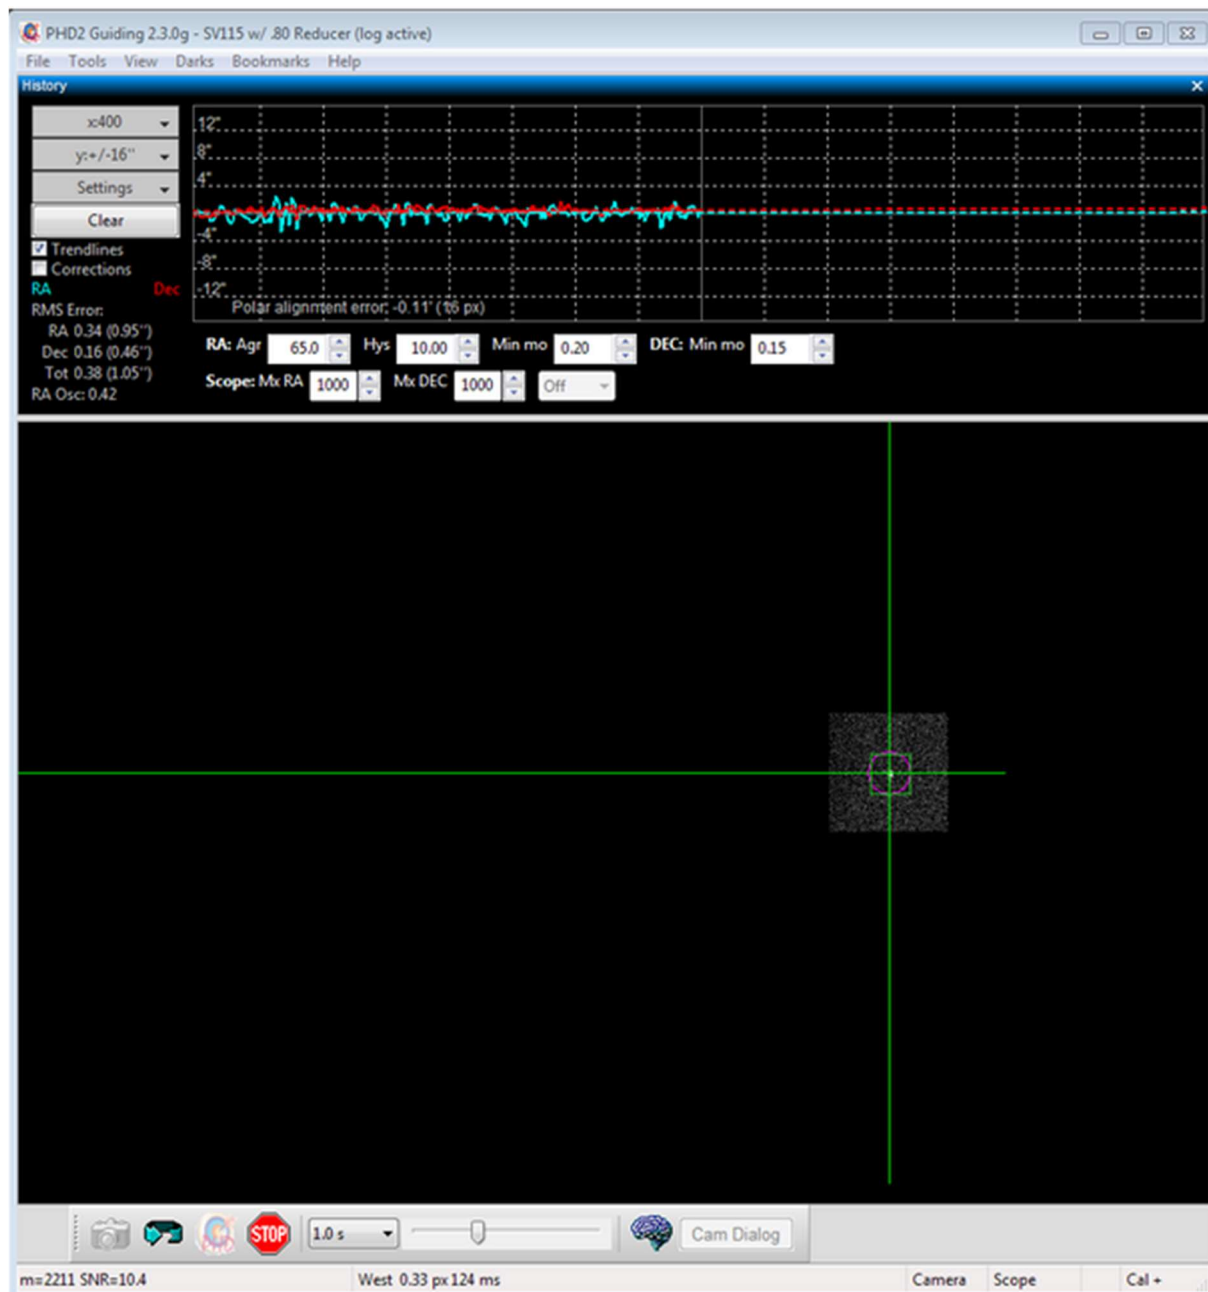 PHD2 Guiding 2.3.0g - SV115 w/ .80 Reducer (log active)
File Tools View Darks Bookmarks Help
History
x:400
y:+/-16"
Settings
Clear
Trendlines
Corrections
RA Dec
RMS Error:
RA 0.34 (0.95")
Dec 0.16 (0.46")
Tot 0.38 (1.05")
RA Osc: 0.42
12"
8"
4"
-4"
-8"
-12"
Polar alignment error: -0.11' (16 px)
RA: Agr 65.0 Hys 10.00 Min mo 0.20 DEC: Min mo 0.15
Scope: Mx RA 1000 Mx DEC 1000 Off
STOP 1.0 s Cam Dialog
m=2211 SNR=10.4 West 0.33 px 124 ms Camera Scope Cal +